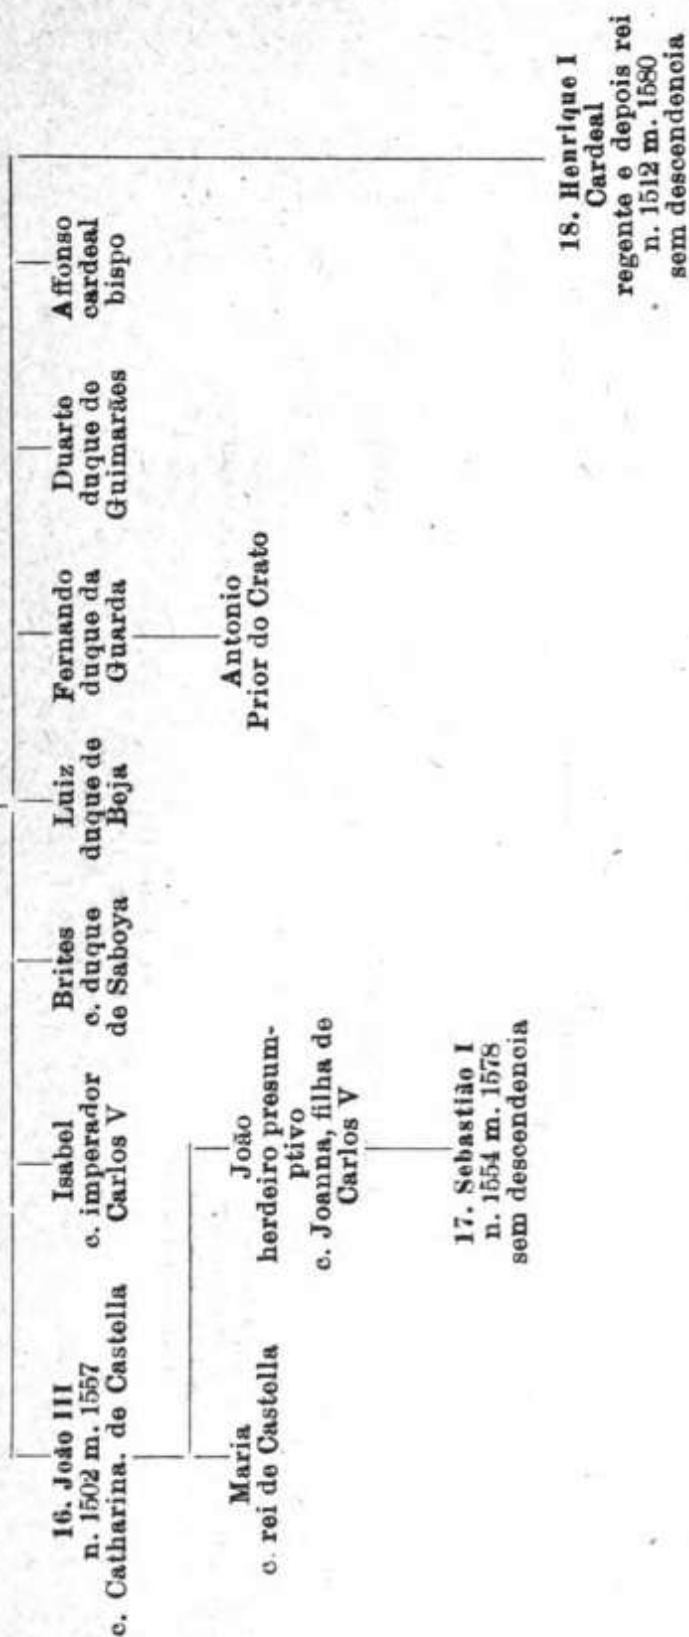 16. João III
n. 1502 m. 1557
c. Catharina. de Castella
Isabel
c. imperador
Carlos V
Brites
c. duque
de Saboya
Luiz
duque de
Beja
Fernando
duque da
Guarda
Duarte
duque de
Guimarães
Affonso
cardeal
bispo
Maria
c. rei de Castella
João
herdeiro presum-
ptivo
c. Joanna, filha de
Carlos V
Antonio
Prior do Crato
17. Sebastião I
n. 1554 m. 1578
sem descendencia
18. Henrique I
Cardeal
regente e depois rei
n. 1512 m. 1580
sem descendencia